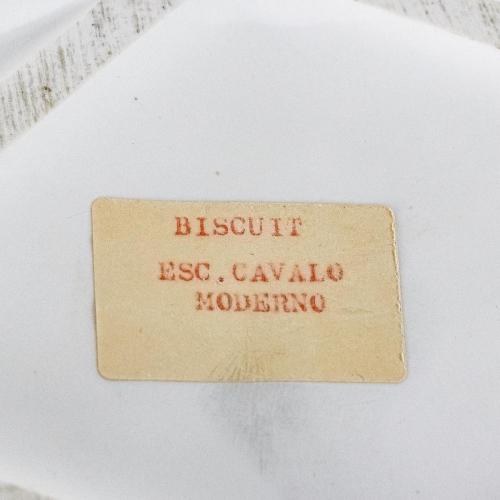 BISCUIT
ESC. CAVALO
MODERNO